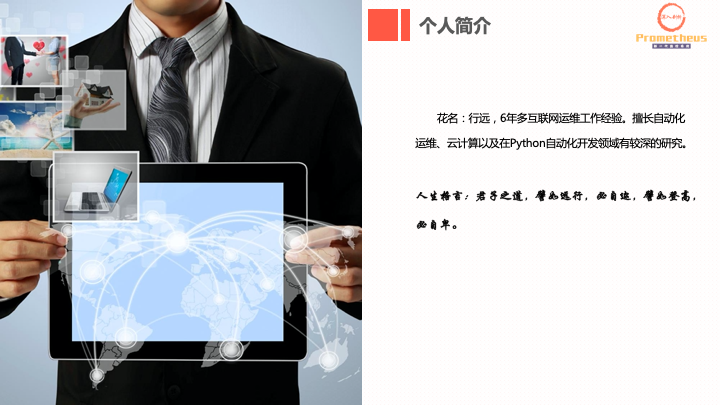 个人简介
Prometheus
花名：行远，6年多互联网运维工作经验。擅长自动化
运维、云计算以及在Python自动化开发领域有较深的研究。
人生格言：君子之道，譬如远行，必自迩，譬如登高，
必自卑。